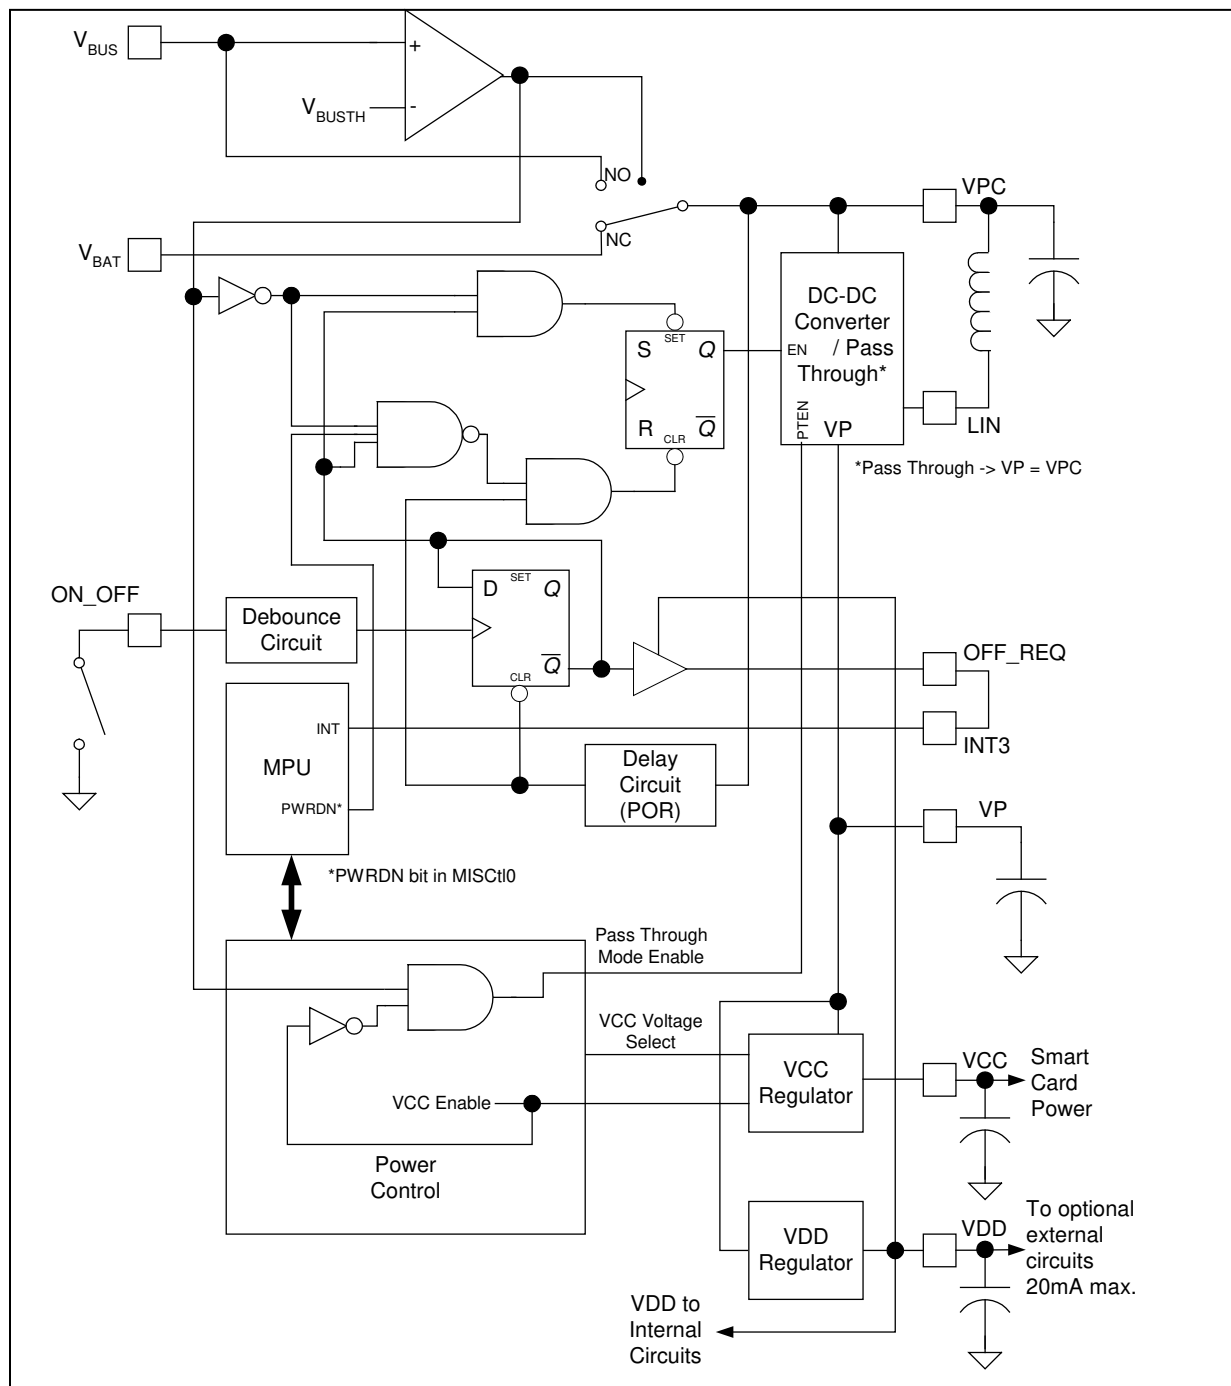 VBUS
+
VBUSTH
-
NO
VPC
NC
VBAT
DC-DC
Converter
/ Pass
Through*
S
SET
Q
EN
R
CLR
Q
PTEN
VP
LIN
*Pass Through -> VP = VPC
ON_OFF
Debounce
Circuit
D
SET
Q
CLR
Q
OFF_REQ
INT
INT3
MPU
PWRDN*
Delay
Circuit
(POR)
VP
*PWRDN bit in MISCtl0
Pass Through
Mode Enable
VCC Voltage
Select
VCC
Regulator
VCC
Smart
Card
Power
VCC Enable
Power
Control
VDD
Regulator
VDD
To optional
external
circuits
20mA max.
VDD to
Internal
Circuits